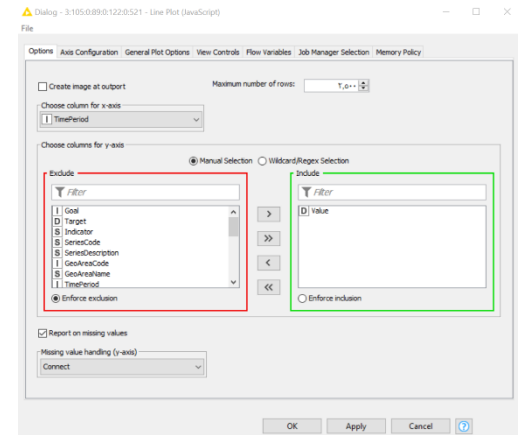 Dialog - 3:105:0:89:0:122:0:521 - Line Plot (JavaScript)
File
Options Axis Configuration General Plot Options View Controls Flow Variables Job Manager Selection Memory Policy
Create image at outport Maximum number of rows: ٢,٥٠٠
Choose column for x-axis
I TimePeriod
Choose columns for y-axis
Manual Selection Wildcard/Regex Selection
Exclude Include
Filter Filter
I Goal > D Value
D Target
S Indicator >>
S SeriesCode
S SeriesDescription <
I GeoAreaCode
S GeoAreaName <<
I TimePeriod
Enforce exclusion Enforce inclusion
Report on missing values
Missing value handling (y-axis)
Connect
OK Apply Cancel ?